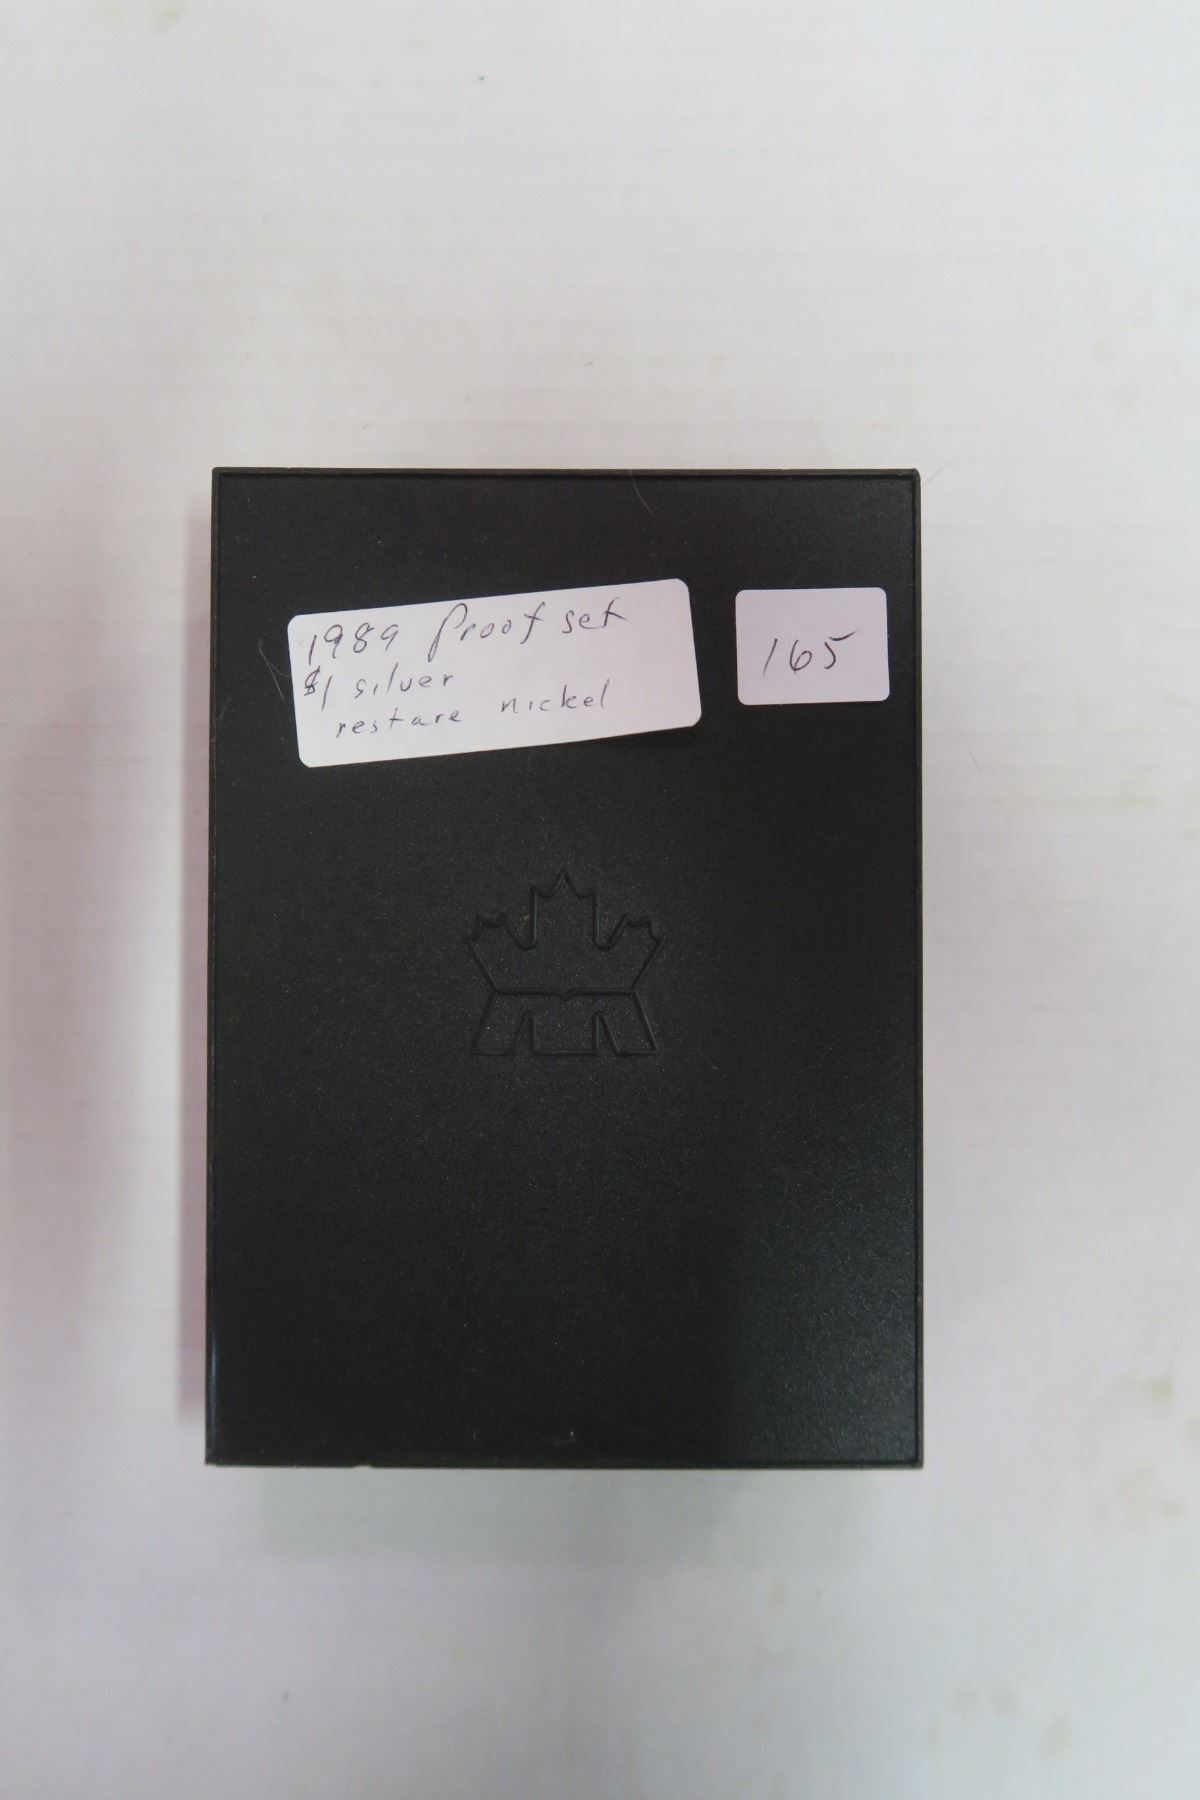 1989 Proof set
$1 silver
restare nickel
165